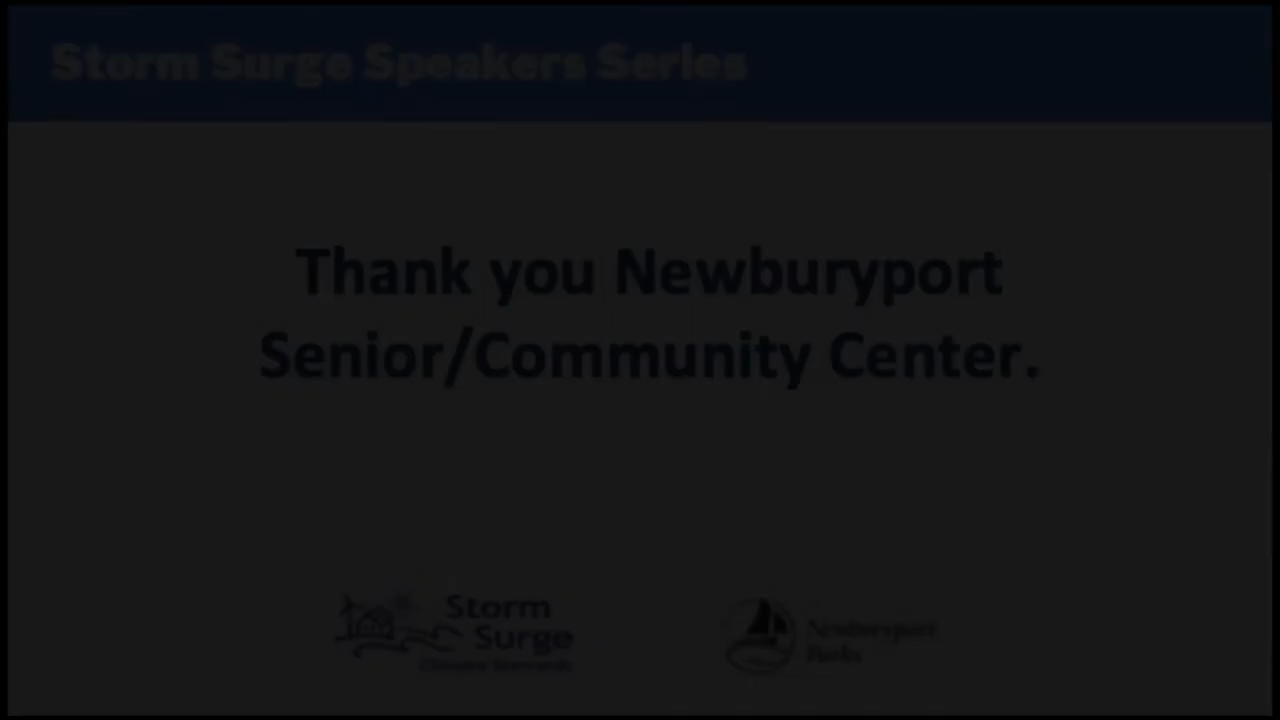 Storm Surge Speakers Series
Thank you Newburyport
Senior/Community Center.
Storm
Surge
Newburyport
Parks